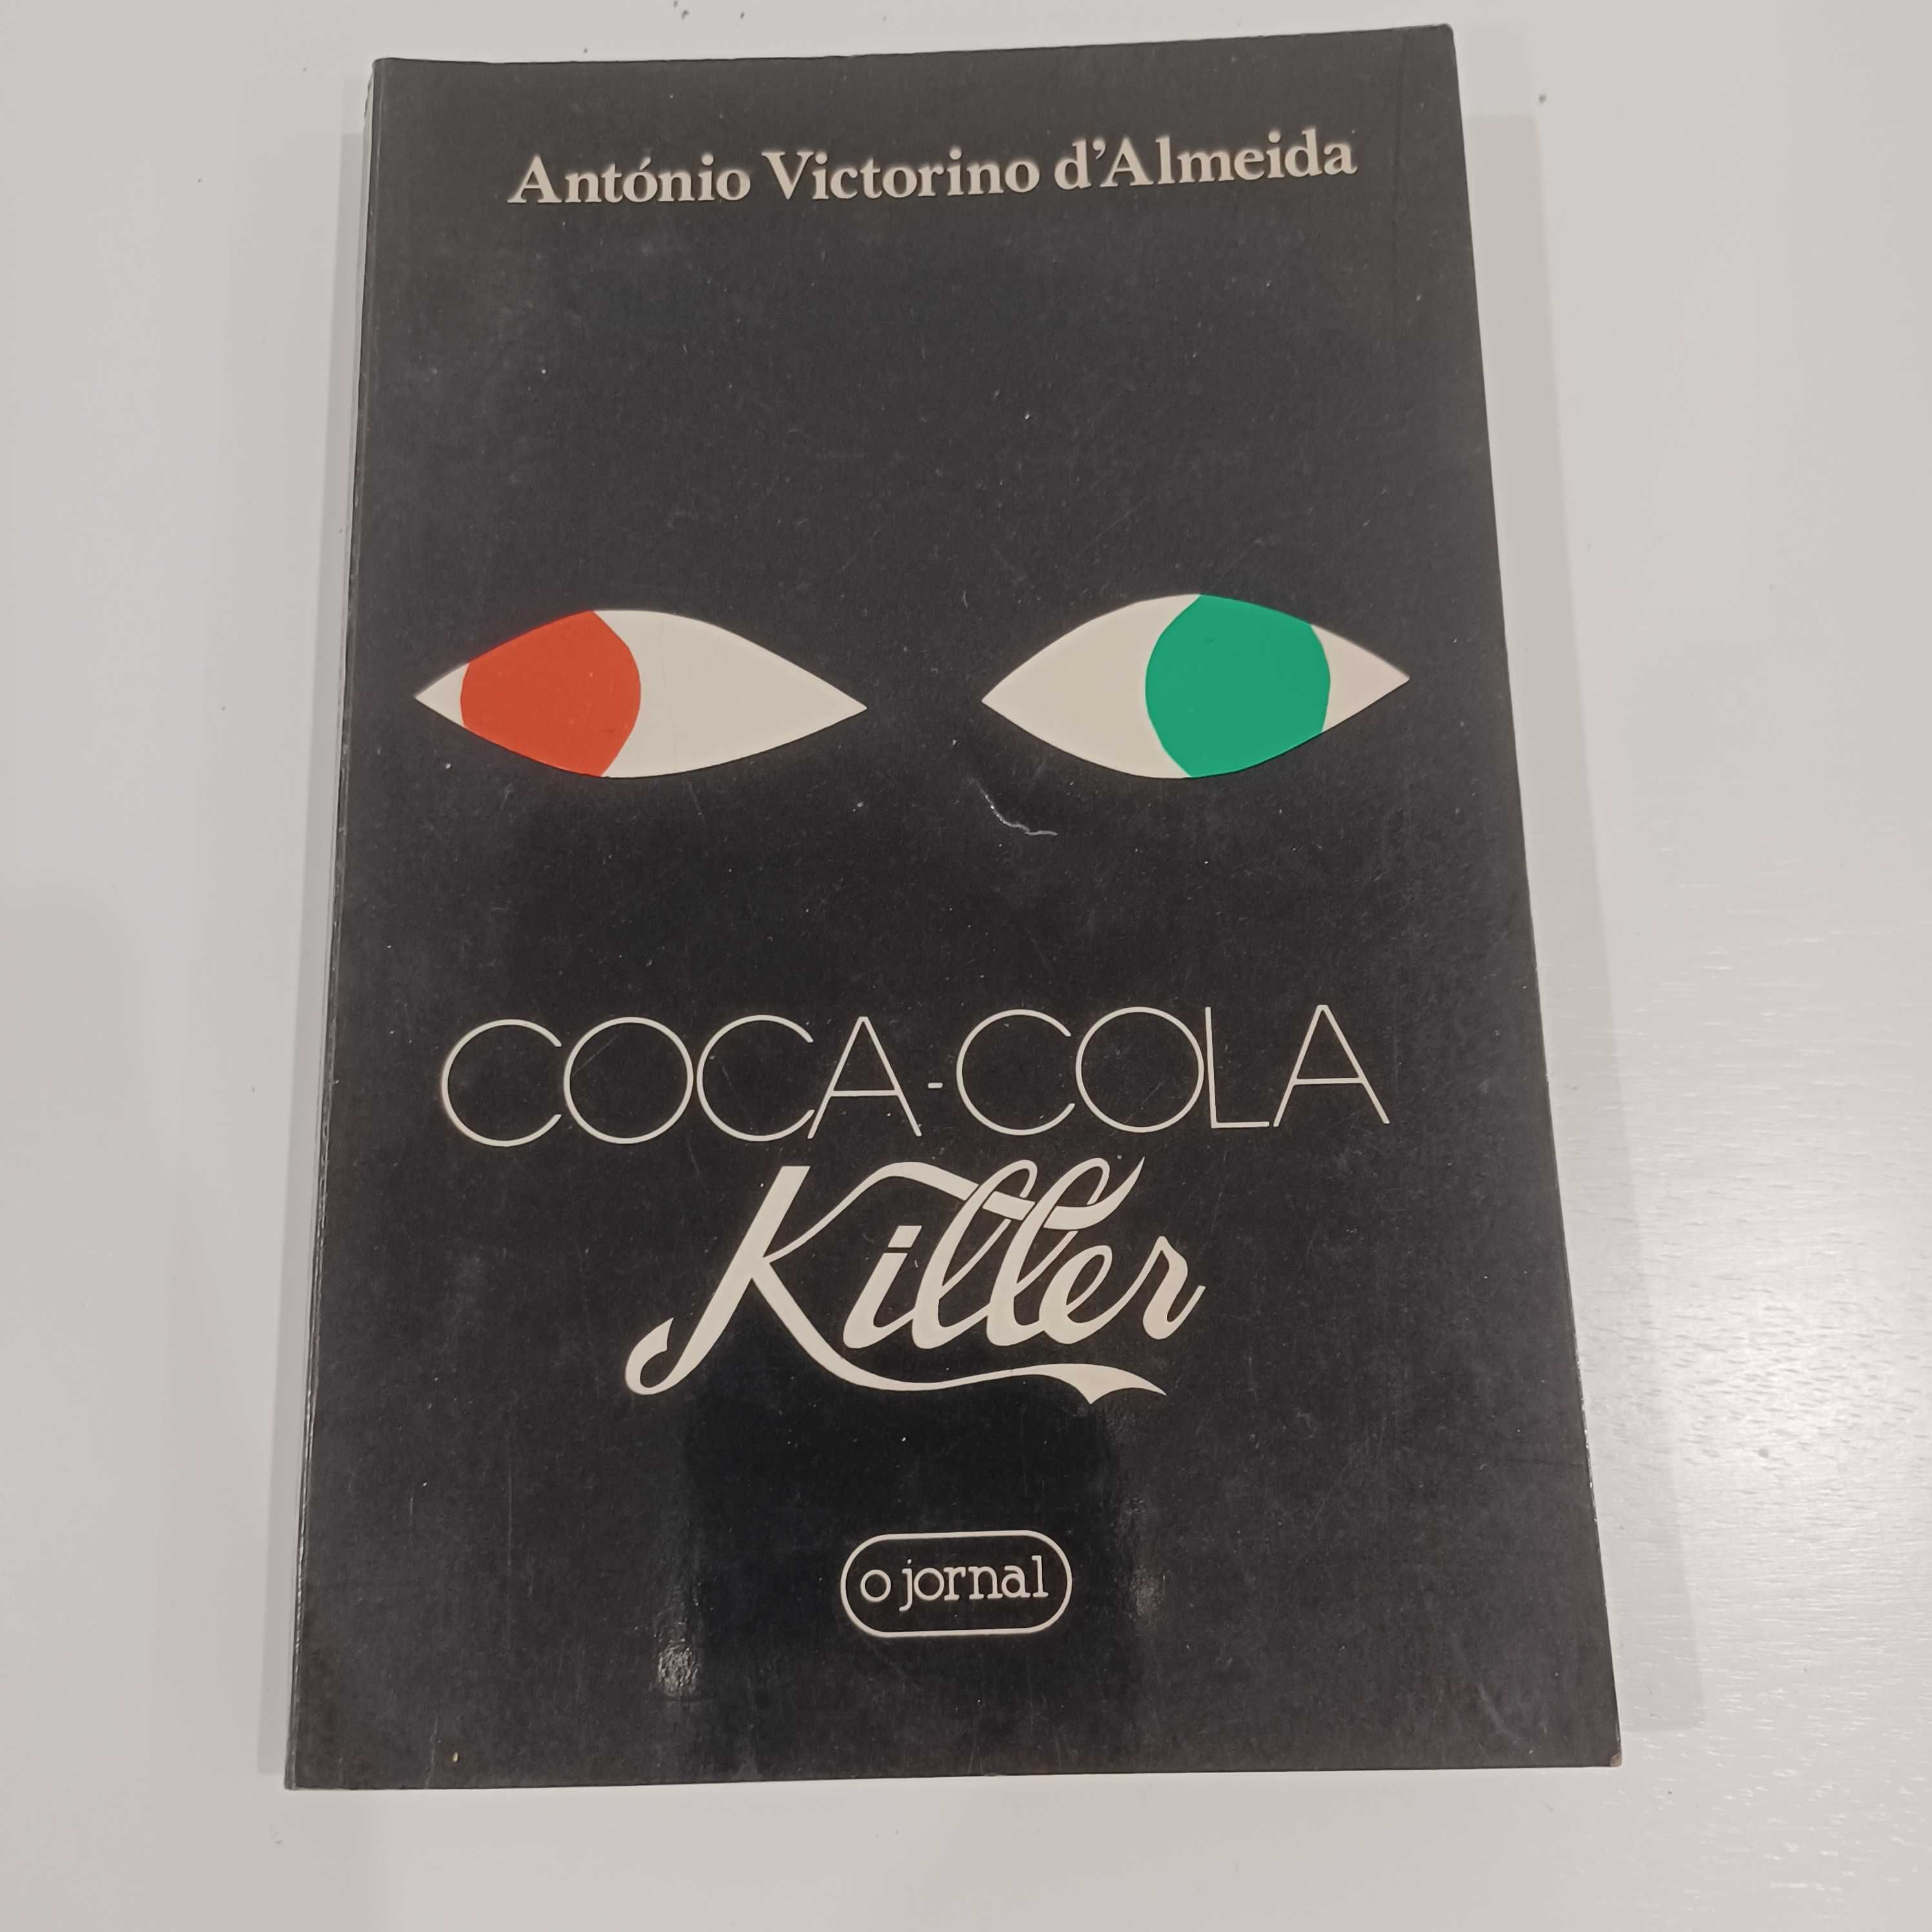 António Victorino d'Almeida
COCA-COLA
Killer
o jornal